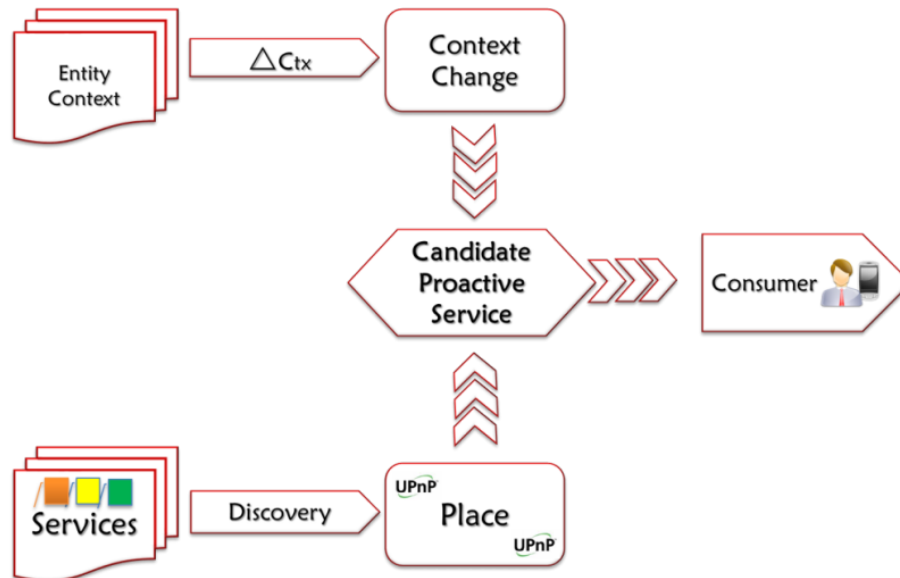 Entity
Context
△Ctx
Context
Change
Candidate
Proactive
Service
Consumer
Services
Discovery
UPnP
Place
UPnP